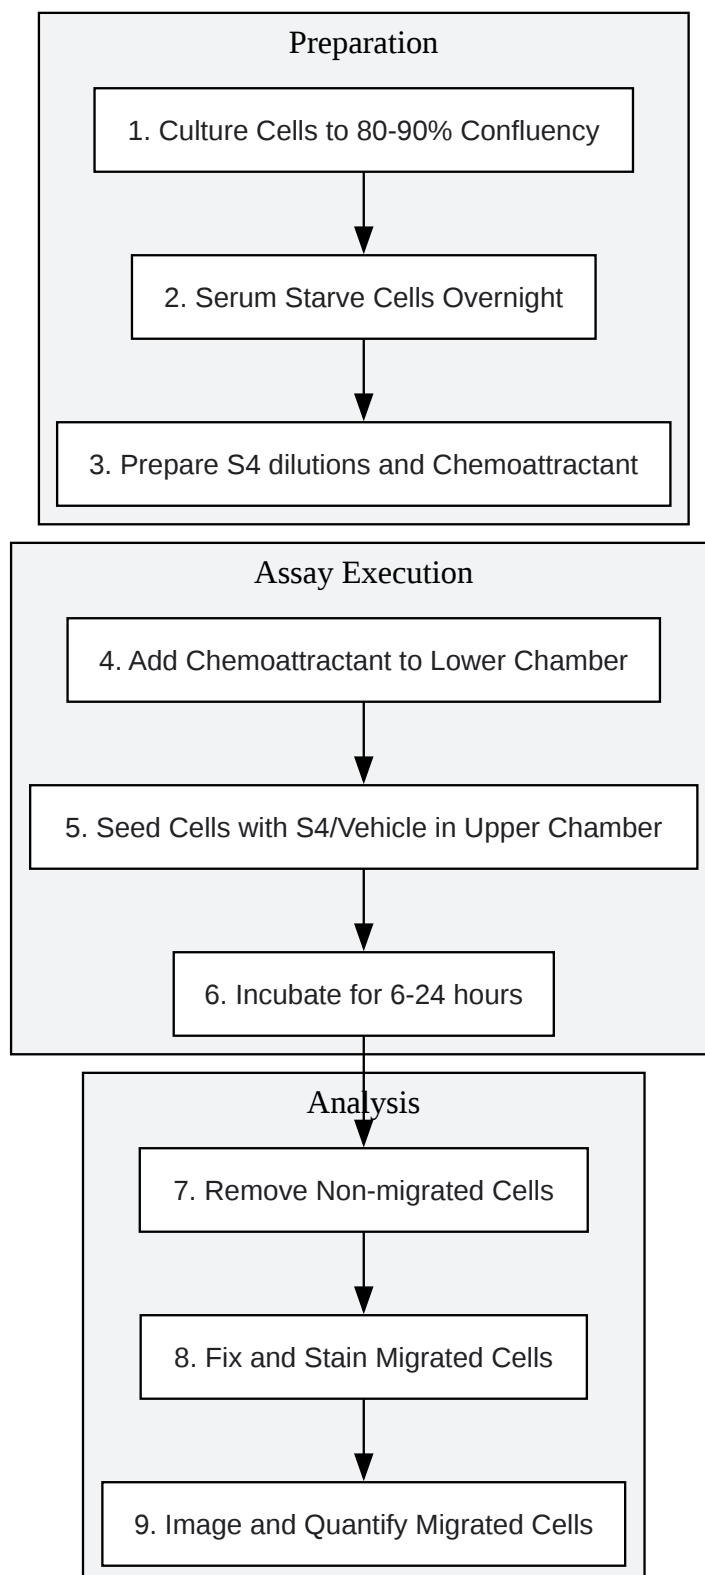 Preparation
1. Culture Cells to 80-90% Confluency
2. Serum Starve Cells Overnight
3. Prepare S4 dilutions and Chemoattractant
Assay Execution
4. Add Chemoattractant to Lower Chamber
5. Seed Cells with S4/Vehicle in Upper Chamber
6. Incubate for 6-24 hours
Analysis
7. Remove Non-migrated Cells
8. Fix and Stain Migrated Cells
9. Image and Quantify Migrated Cells